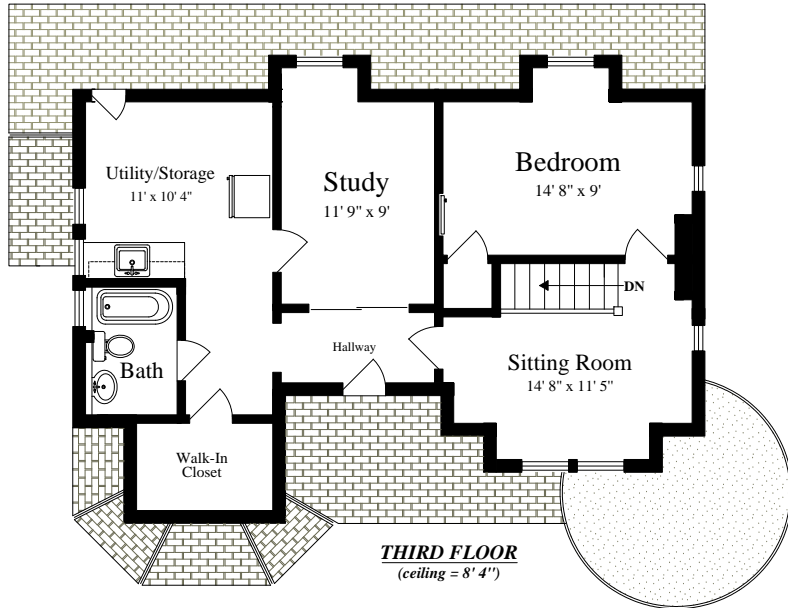 Utility/Storage
11' x 10' 4"
Study
11' 9" x 9'
Bedroom
14' 8" x 9'
DN
Hallway
Sitting Room
14' 8" x 11' 5"
Bath
Walk-In
Closet
THIRD FLOOR
(ceiling = 8' 4")